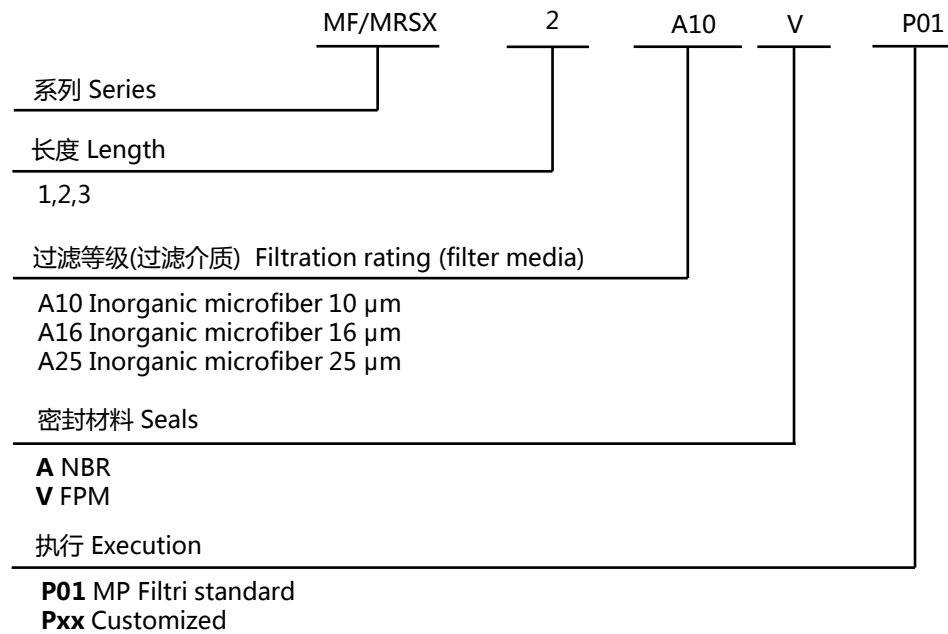 MF/MRSX 2 A10 V P01
系列 Series
长度 Length
1,2,3
过滤等级(过滤介质) Filtration rating (filter media)
A10 Inorganic microfiber 10 μm
A16 Inorganic microfiber 16 μm
A25 Inorganic microfiber 25 μm
密封材料 Seals
A NBR
V FPM
执行 Execution
P01 MP Filtri standard
Pxx Customized